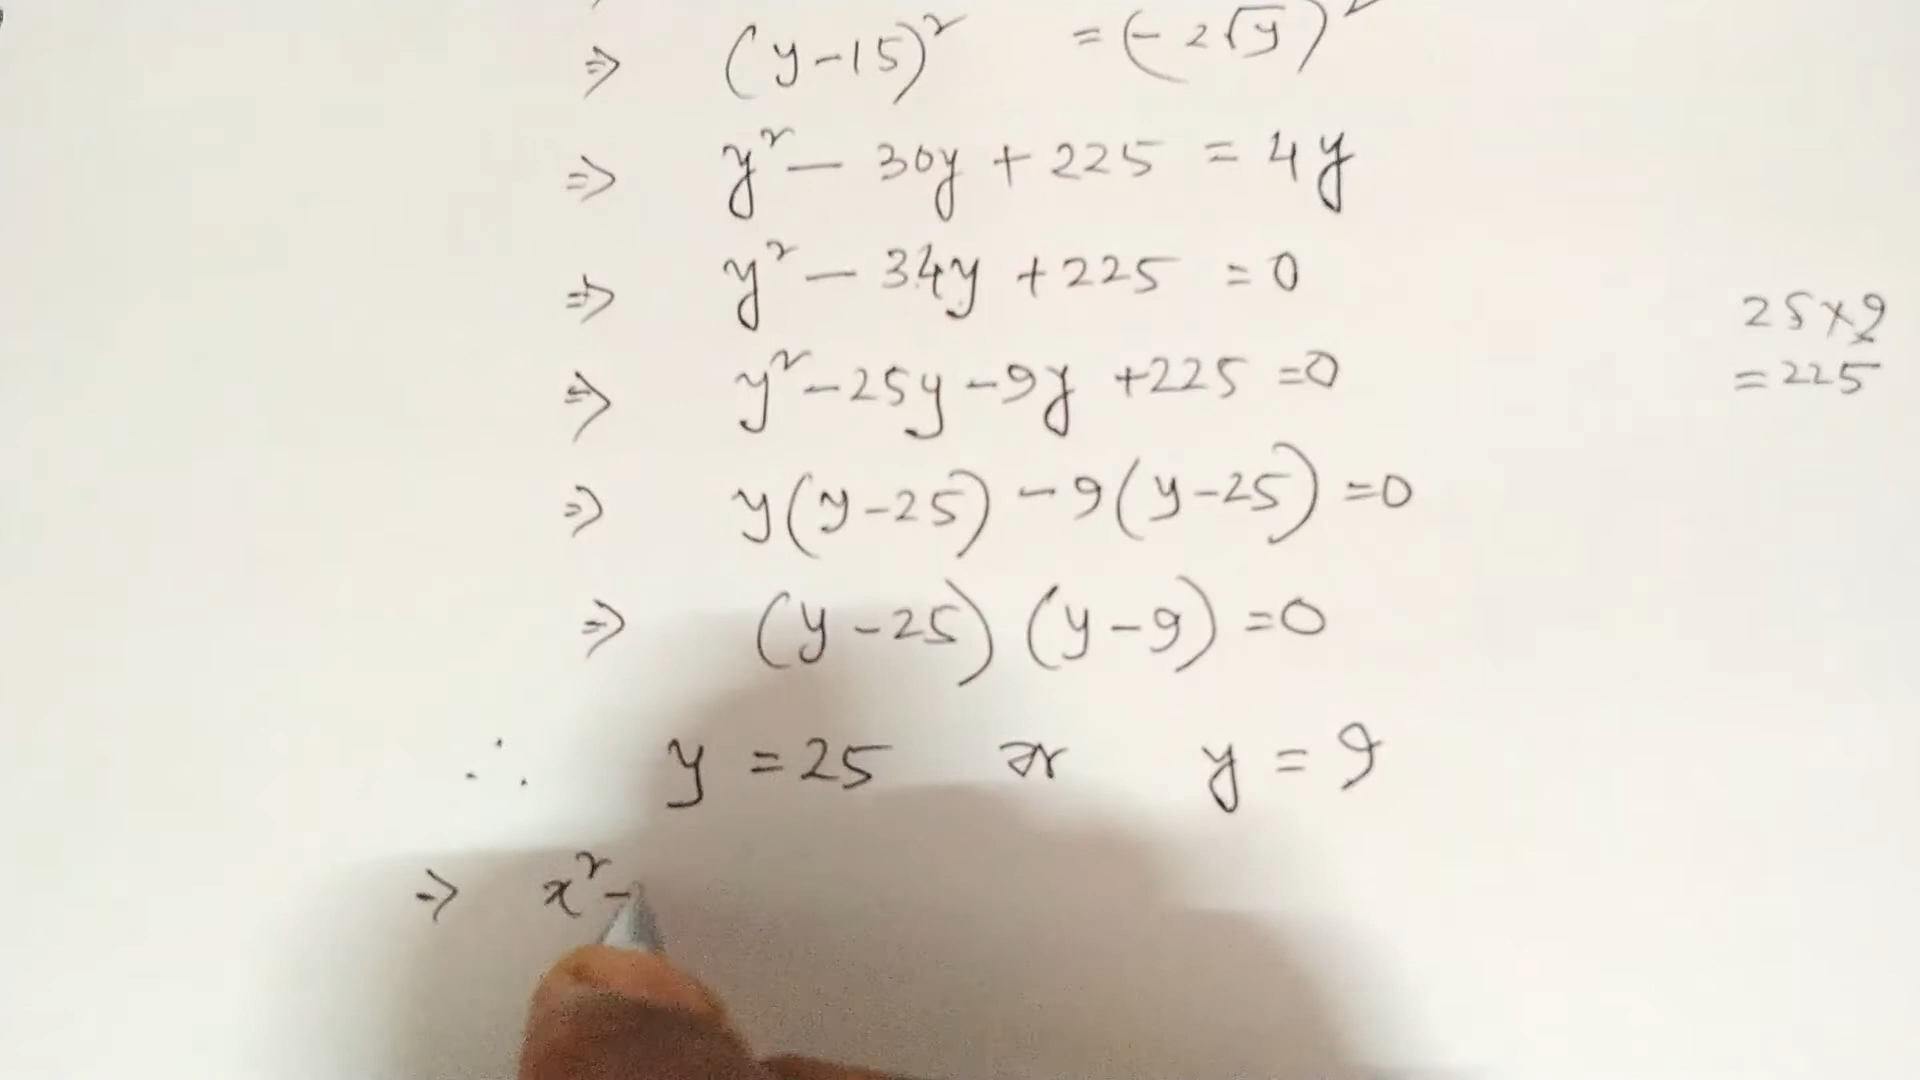 ⇒ (y-15)² = (-2√y)²
⇒ y² - 30y + 225 = 4y
⇒ y² - 34y + 225 = 0
⇒ y² - 25y - 9y + 225 = 0
25×9
= 225
⇒ y(y-25) - 9(y-25) = 0
⇒ (y-25) (y-9) = 0
∴ y = 25 or y = 9
⇒ x² -